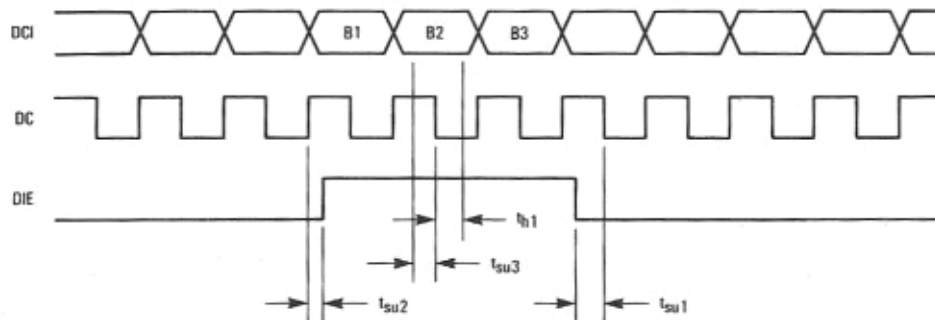 DCI B1 B2 B3
DC
DIE
th1
tsu3
tsu2 tsu1